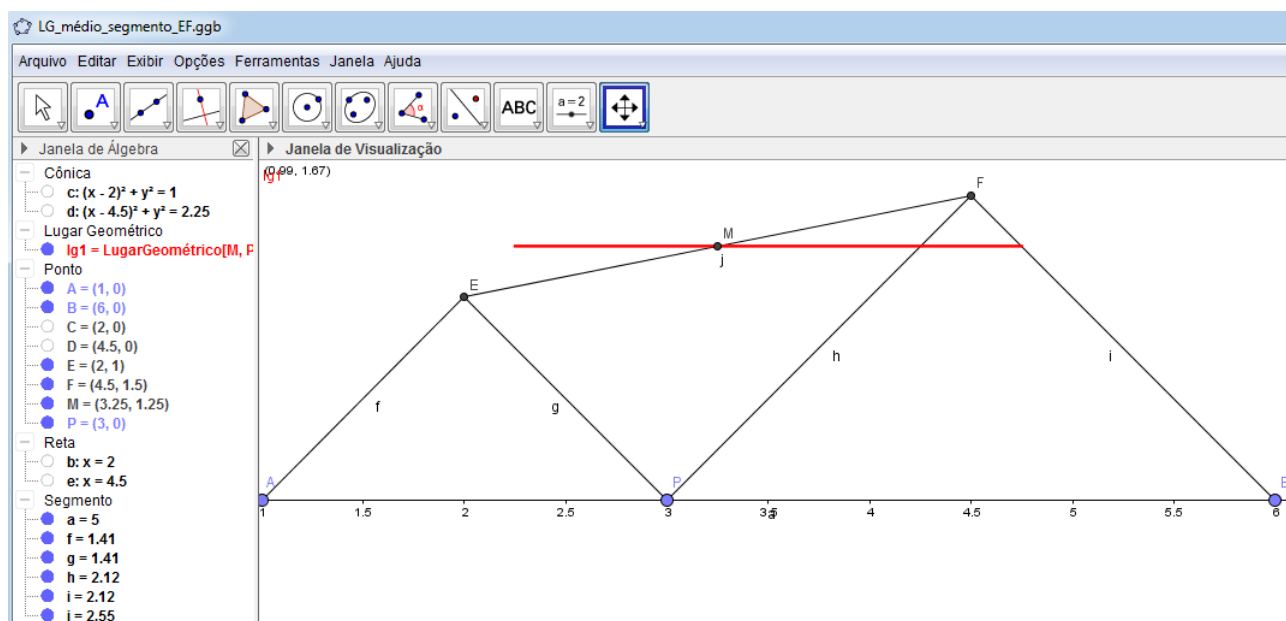 LG_médio_segmento_EF.ggb
Arquivo Editar Exibir Opções Ferramentas Janela Ajuda
A
α
ABC
a = 2
Janela de Álgebra
Cônica
c: (x - 2)² + y² = 1
d: (x - 4.5)² + y² = 2.25
Lugar Geométrico
lg1 = LugarGeométrico[M, P
Ponto
A = (1, 0)
B = (6, 0)
C = (2, 0)
D = (4.5, 0)
E = (2, 1)
F = (4.5, 1.5)
M = (3.25, 1.25)
P = (3, 0)
Reta
b: x = 2
e: x = 4.5
Segmento
a = 5
f = 1.41
g = 1.41
h = 2.12
i = 2.12
j = 2.55
Janela de Visualização
(0.99, 1.67)
lg1
F
M
j
E
h
i
f
g
A
P
B
1 1.5 2 2.5 3 3.5 4 4.5 5 5.5 6
a